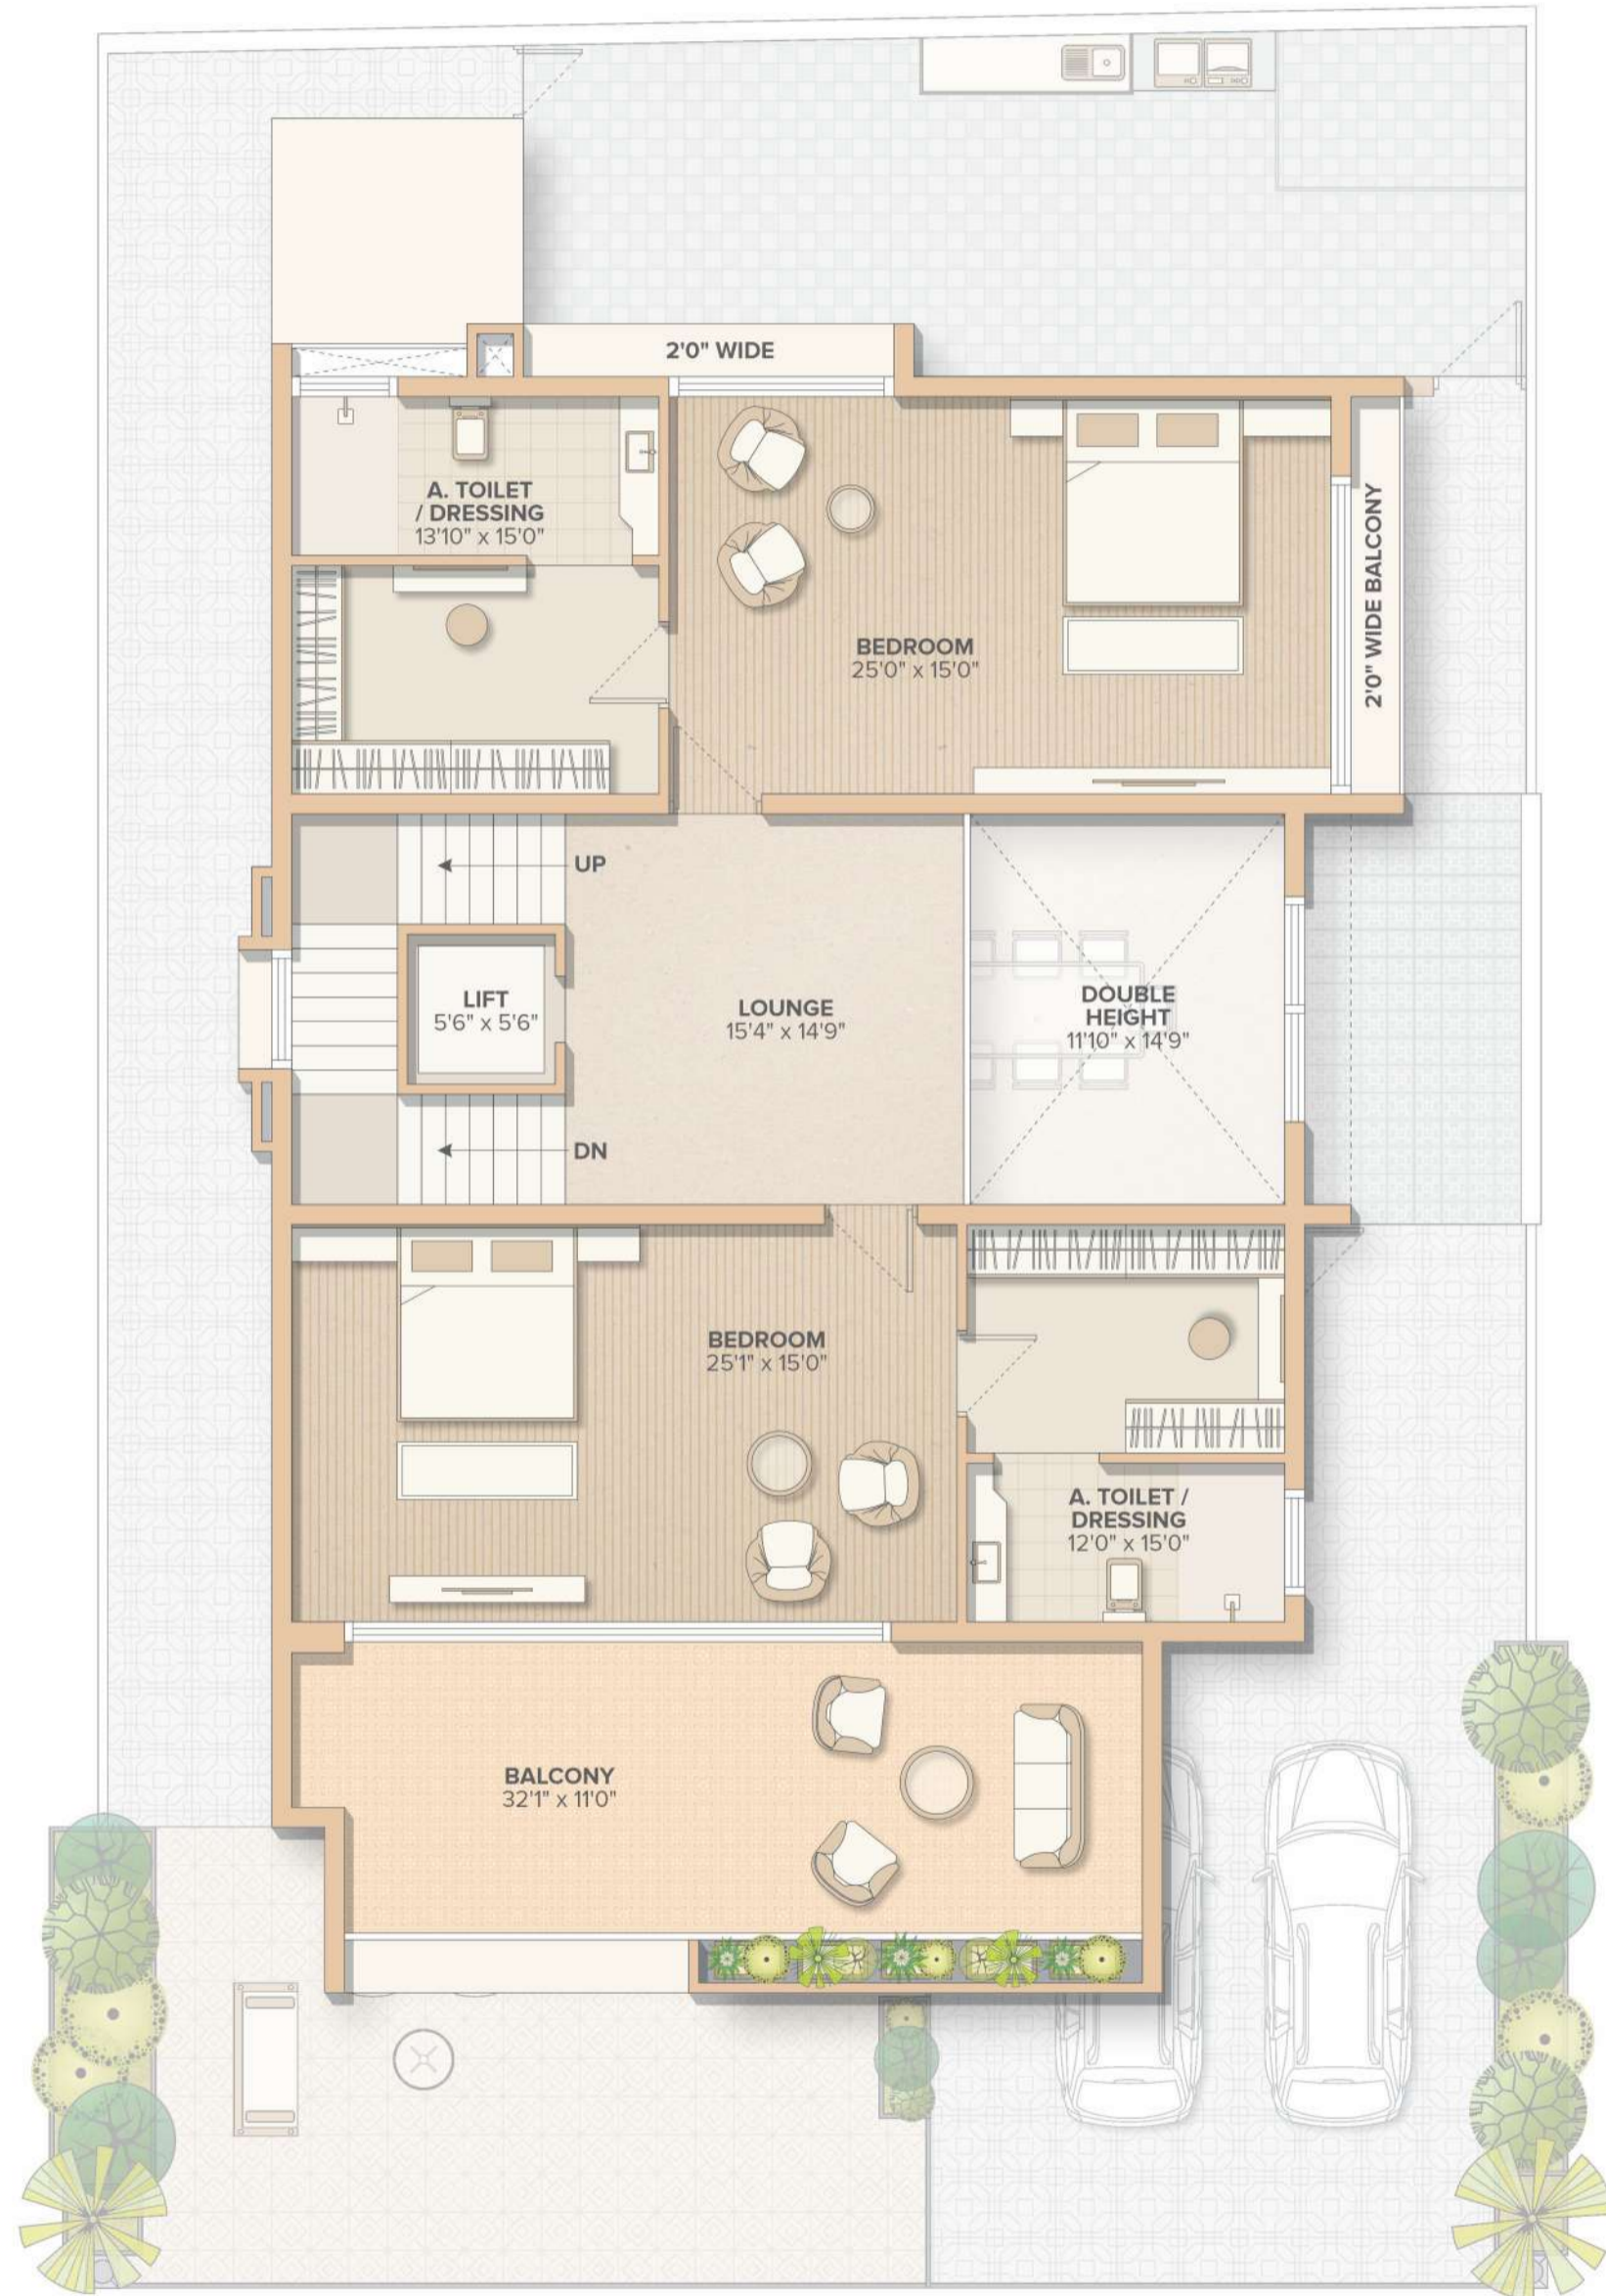 2'0" WIDE
A. TOILET
/ DRESSING
13'10" x 15'0"
BEDROOM
25'0" x 15'0"
2'0" WIDE BALCONY
UP
LIFT
5'6" x 5'6"
LOUNGE
15'4" x 14'9"
DOUBLE
HEIGHT
11'10" x 14'9"
DN
BEDROOM
25'1" x 15'0"
A. TOILET /
DRESSING
12'0" x 15'0"
BALCONY
32'1" x 11'0"